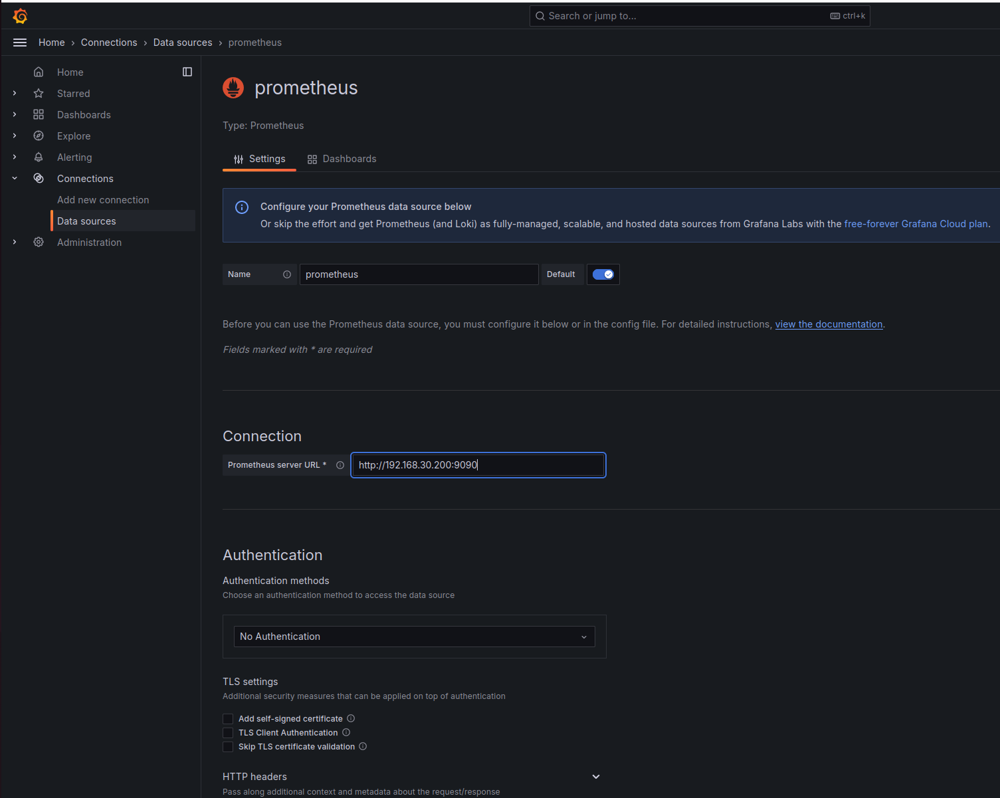 Search or jump to...
ctrl+k
Home › Connections › Data sources › prometheus
Home
Starred
Dashboards
Explore
Alerting
Connections
Add new connection
Data sources
Administration
prometheus
Type: Prometheus
Settings
Dashboards
Configure your Prometheus data source below
Or skip the effort and get Prometheus (and Loki) as fully-managed, scalable, and hosted data sources from Grafana Labs with the free-forever Grafana Cloud plan.
Name
prometheus
Default
Before you can use the Prometheus data source, you must configure it below or in the config file. For detailed instructions, view the documentation.
Fields marked with * are required
Connection
Prometheus server URL *
http://192.168.30.200:9090
Authentication
Authentication methods
Choose an authentication method to access the data source
No Authentication
TLS settings
Additional security measures that can be applied on top of authentication
Add self-signed certificate
TLS Client Authentication
Skip TLS certificate validation
HTTP headers
Pass along additional context and metadata about the request/response